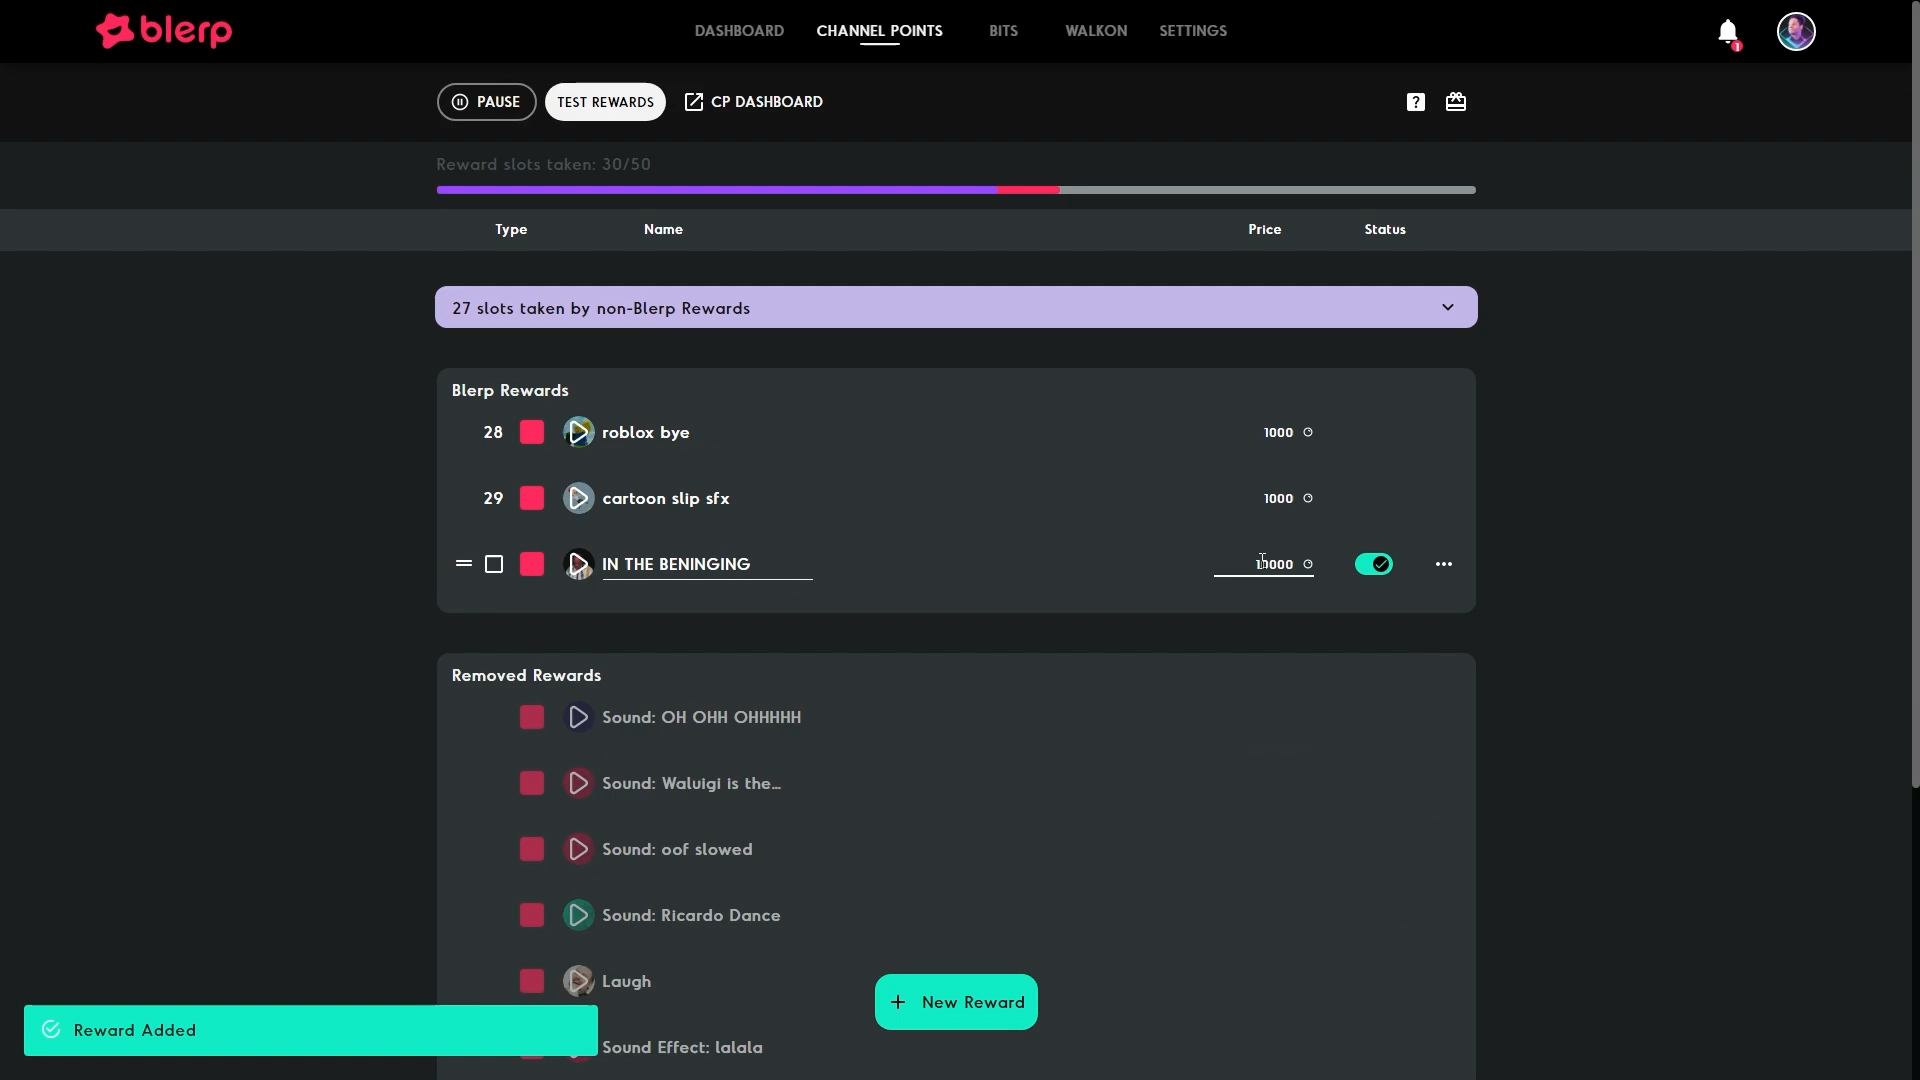 blerp
DASHBOARD CHANNEL POINTS BITS WALKON SETTINGS
1
PAUSE TEST REWARDS CP DASHBOARD ?
Reward slots taken: 30/50
Type Name Price Status
27 slots taken by non-Blerp Rewards
Blerp Rewards
28 roblox bye 1000
29 cartoon slip sfx 1000
IN THE BENINGING
Removed Rewards
Sound: OH OHH OHHHHH
Sound: Waluigi is the...
Sound: oof slowed
Sound: Ricardo Dance
Laugh
+ New Reward
Reward Added
Sound Effect: lalala